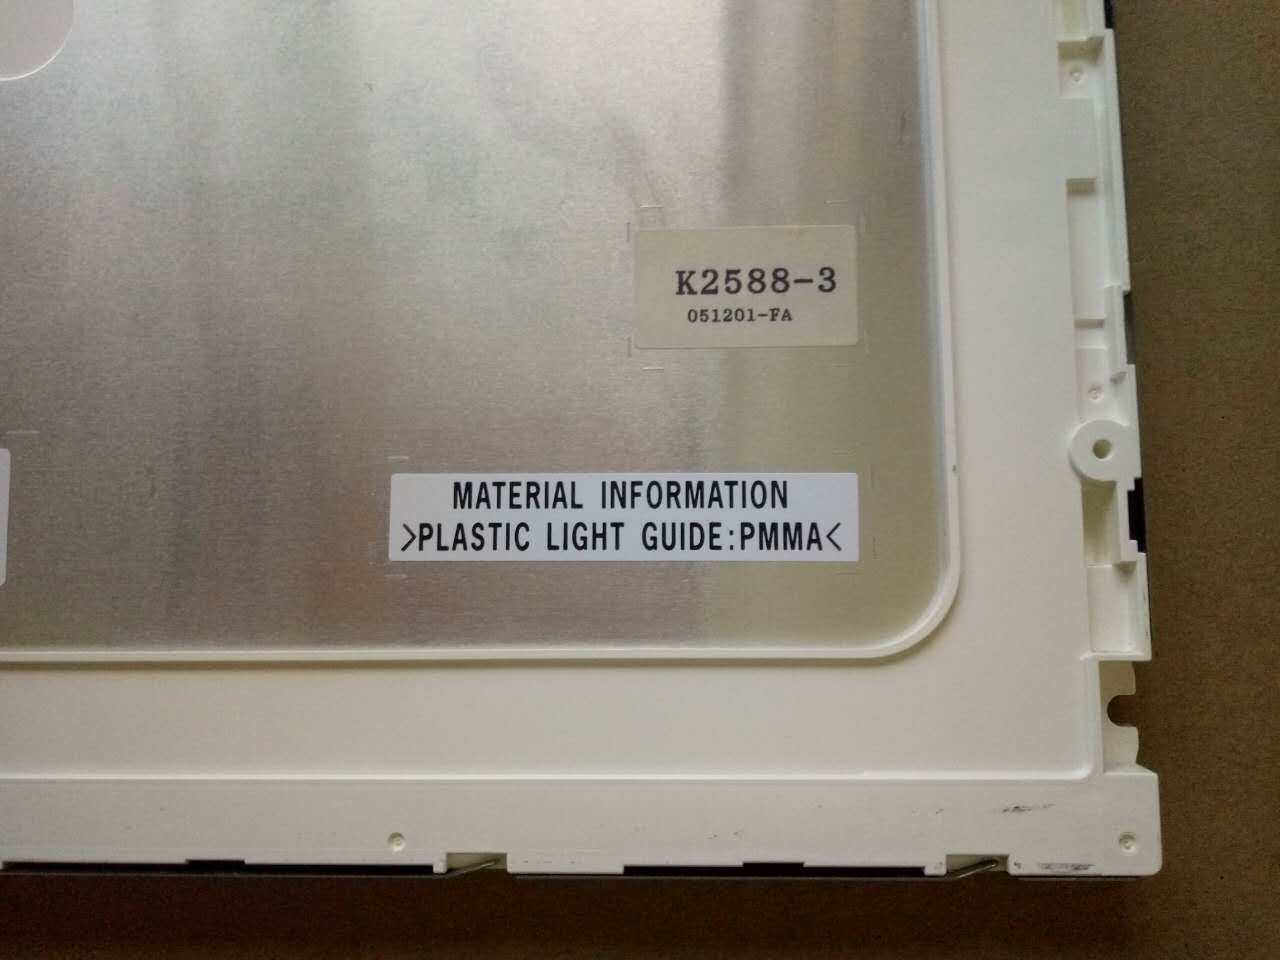 K2588-3
051201-FA
MATERIAL INFORMATION
>PLASTIC LIGHT GUIDE:PMMA<